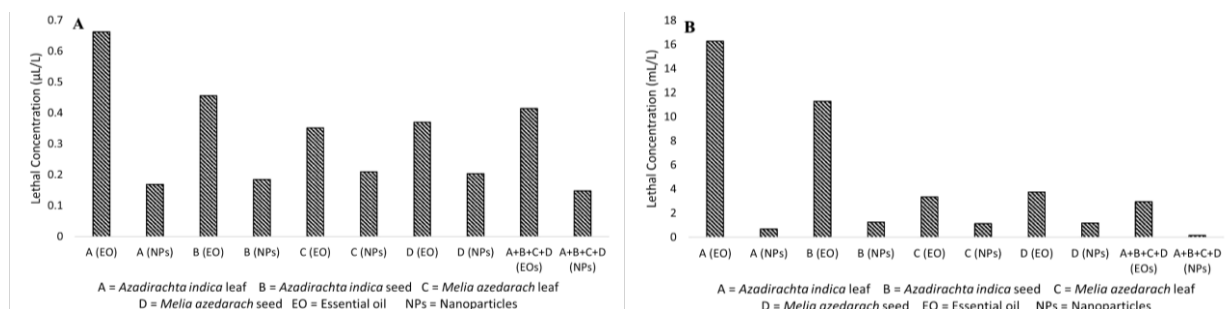 A
Lethal Concentration (µL/L)
0.7
0.6
0.5
0.4
0.3
0.2
0.1
0
A (EO) A (NPs) B (EO) B (NPs) C (EO) C (NPs) D (EO) D (NPs) A+B+C+D A+B+C+D
(EOs) (NPs)
A = Azadirachta indica leaf B = Azadirachta indica seed C = Melia azedarach leaf
D = Melia azedarach seed EO = Essential oil NPs = Nanoparticles
B
Lethal Concentration (mL/L)
18
16
14
12
10
8
6
4
2
0
A (EO) A (NPs) B (EO) B (NPs) C (EO) C (NPs) D (EO) D (NPs) A+B+C+D A+B+C+D
(EOs) (NPs)
A = Azadirachta indica leaf B = Azadirachta indica seed C = Melia azedarach leaf
D = Melia azedarach seed EO = Essential oil NPs = Nanoparticles